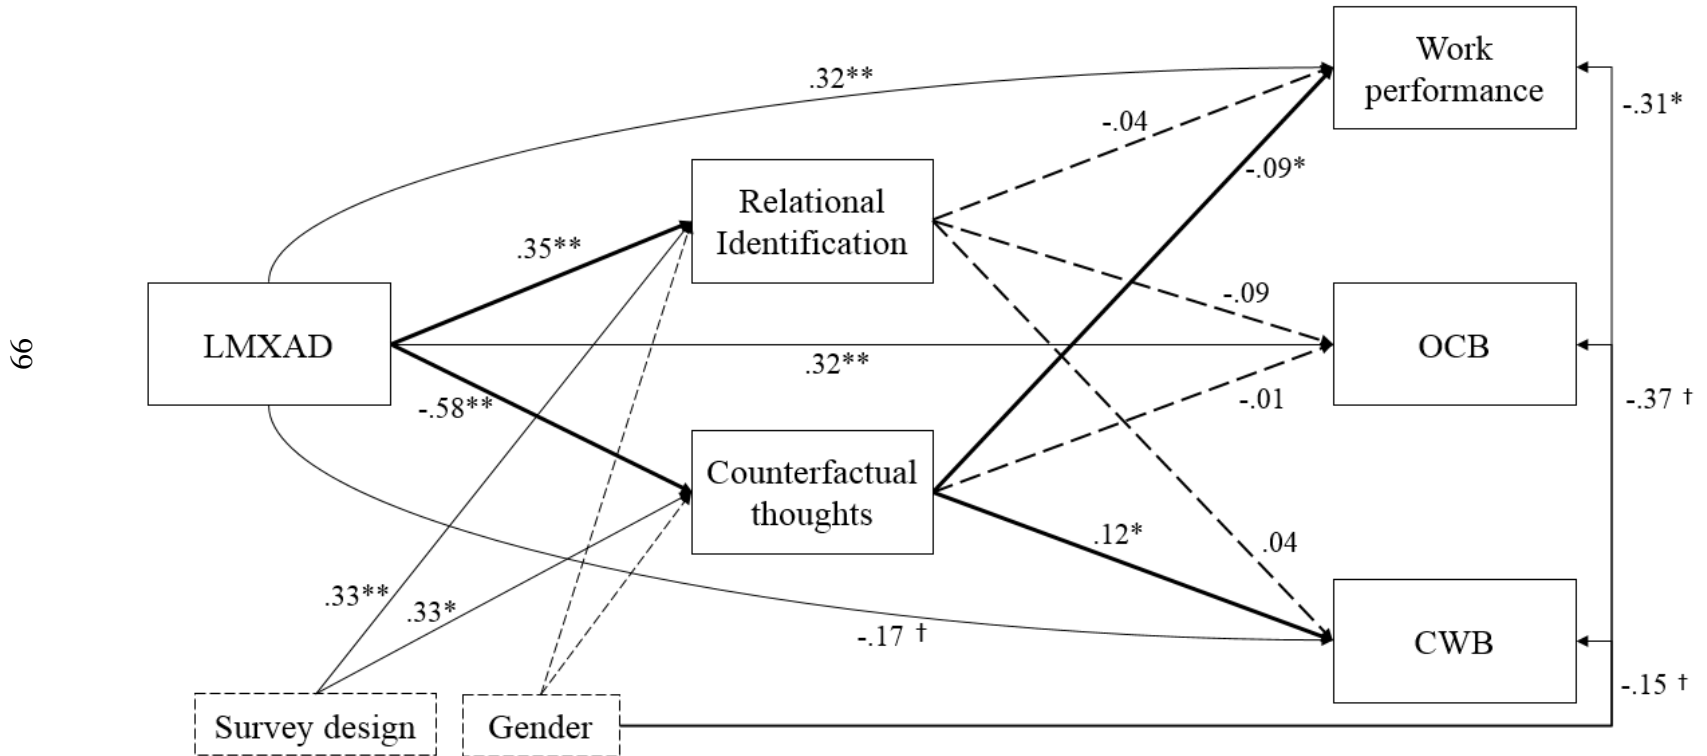 Work
performance
.32**
-.31*
-.04
-.09*
Relational
Identification
.35**
-.09
LMXAD
OCB
66
.32**
-.58**
-.01
-.37 †
Counterfactual
thoughts
.12*
.04
.33**
.33*
-.17 †
CWB
-.15 †
Survey design
Gender